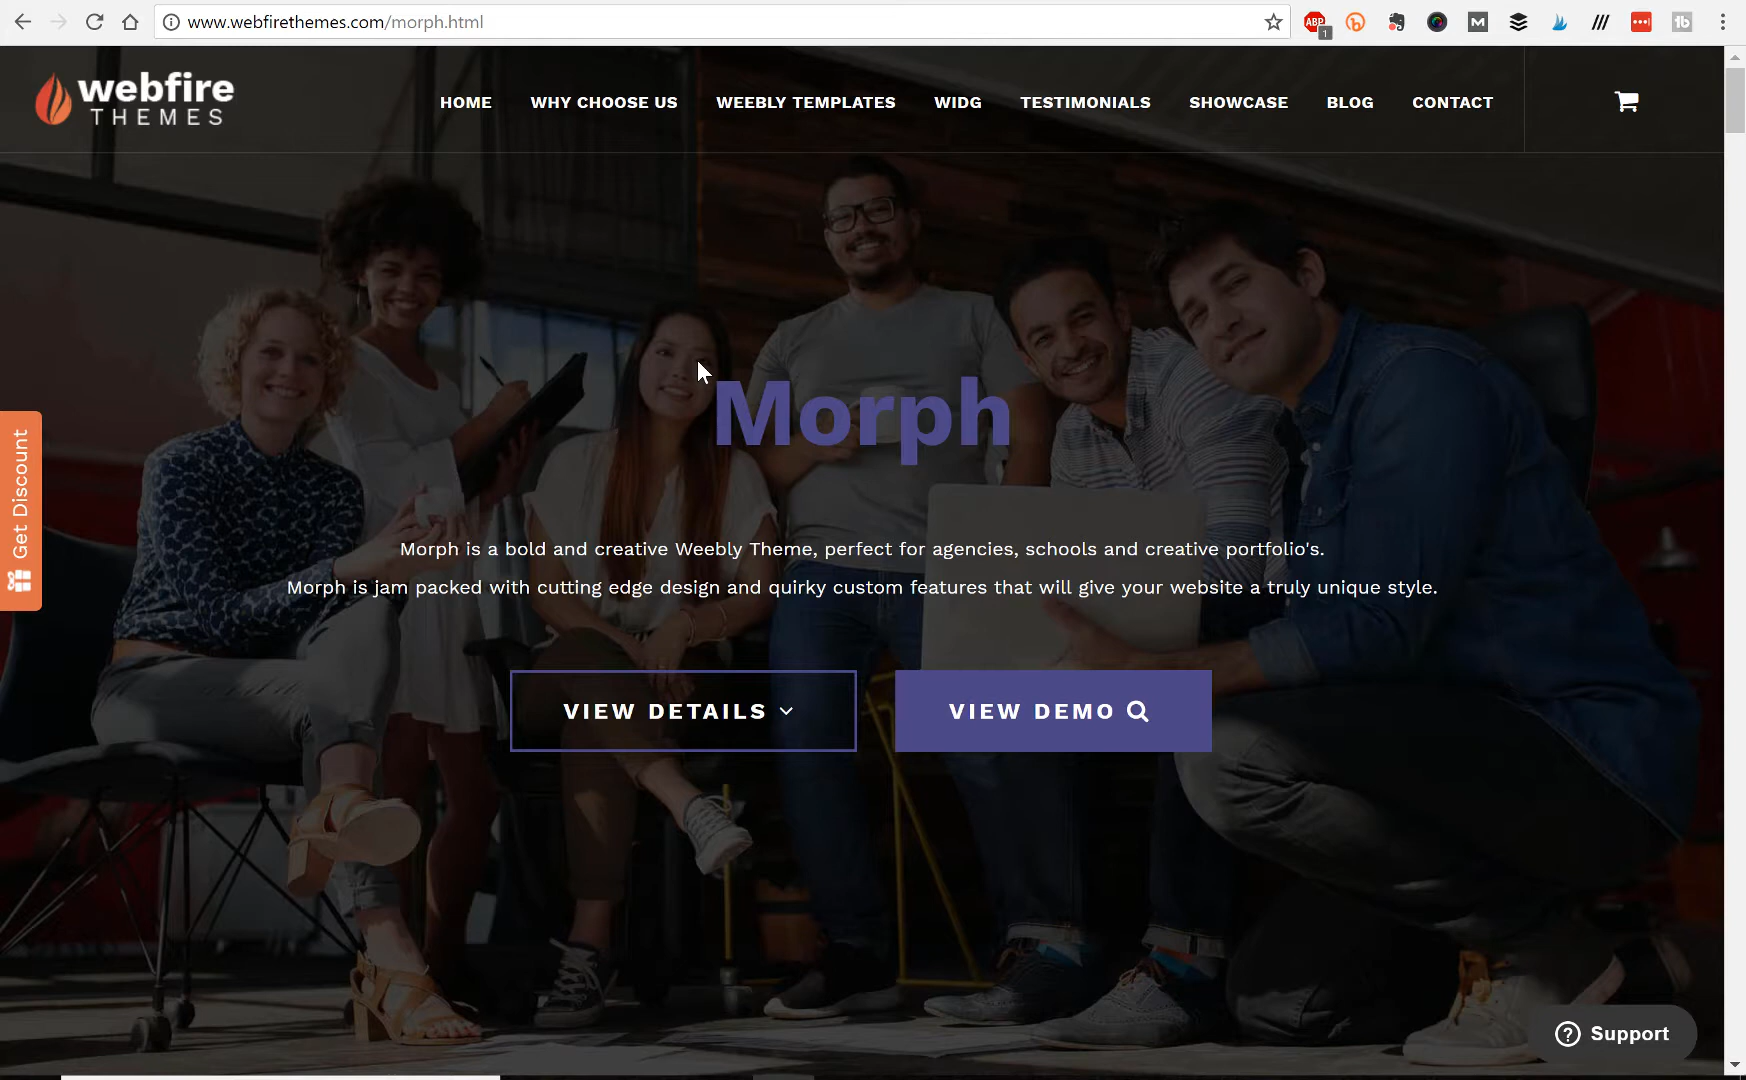 www.webfirethemes.com/morph.html
ABP
1
M
tb
webfire
THEMES
HOME
WHY CHOOSE US
WEEBLY TEMPLATES
WIDG
TESTIMONIALS
SHOWCASE
BLOG
CONTACT
Get Discount
Morph
Morph is a bold and creative Weebly Theme, perfect for agencies, schools and creative portfolio's.
Morph is jam packed with cutting edge design and quirky custom features that will give your website a truly unique style.
VIEW DETAILS
VIEW DEMO
Support